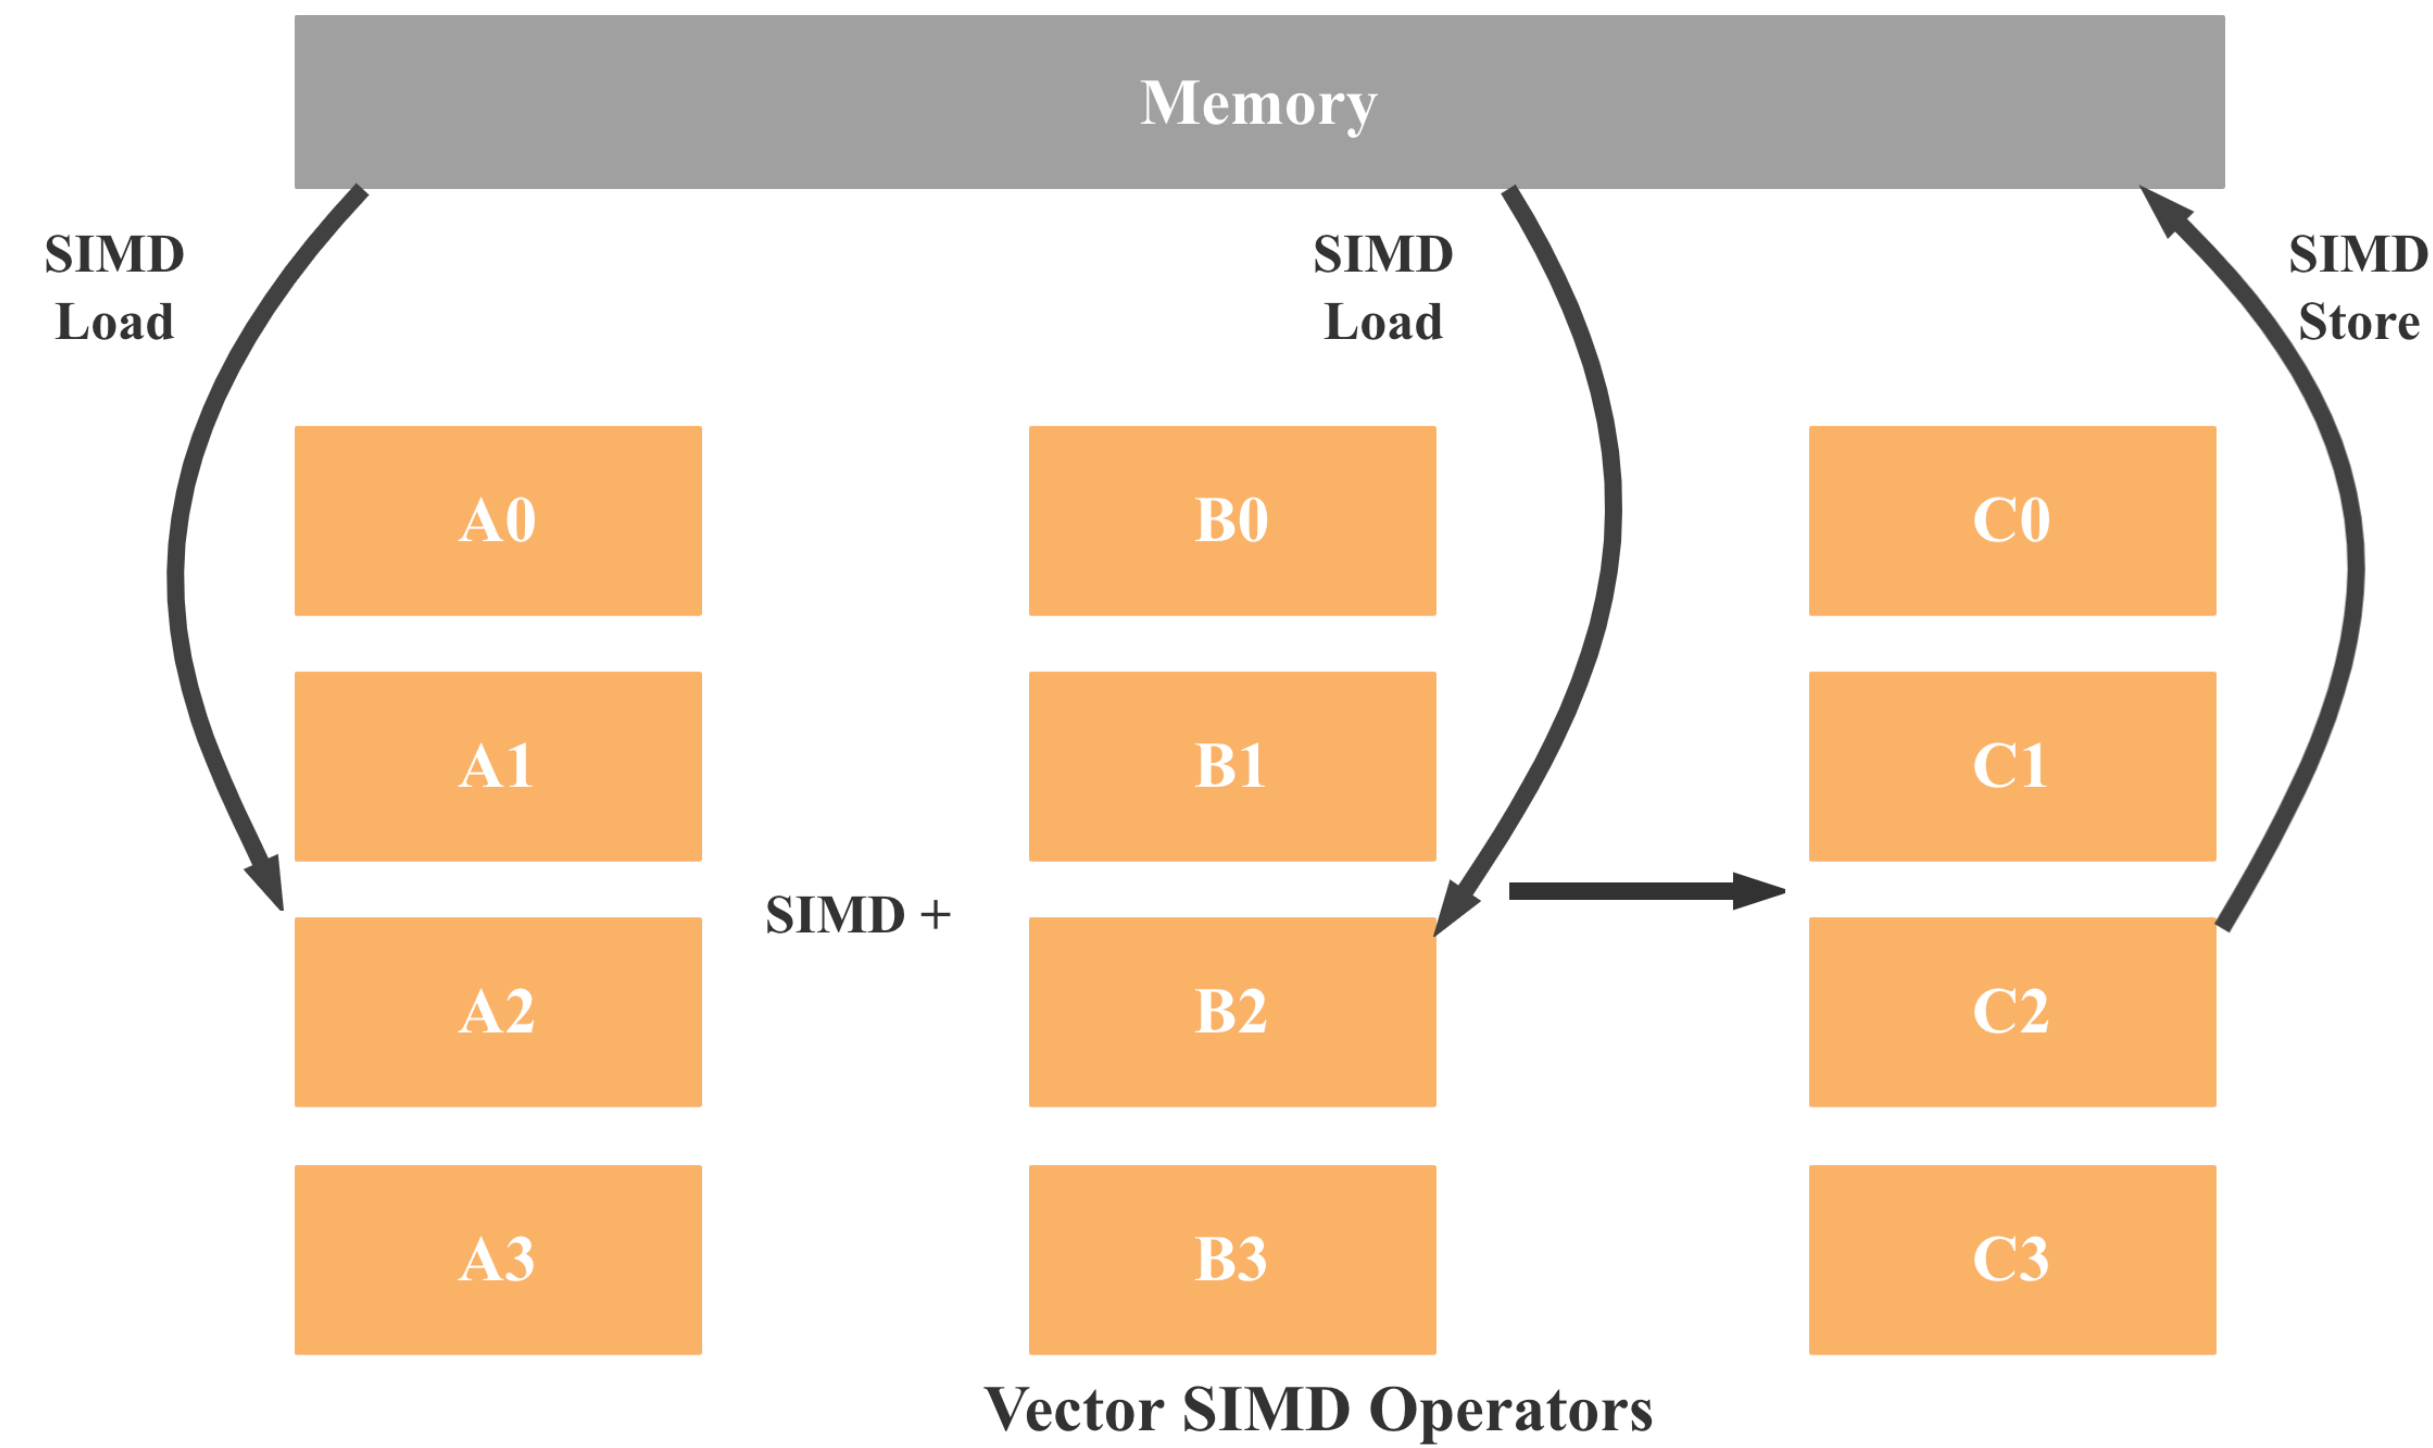 Memory
SIMD
Load
SIMD
Load
SIMD
Store
A0
B0
C0
A1
B1
C1
SIMD +
A2
B2
C2
A3
B3
C3
Vector SIMD Operators